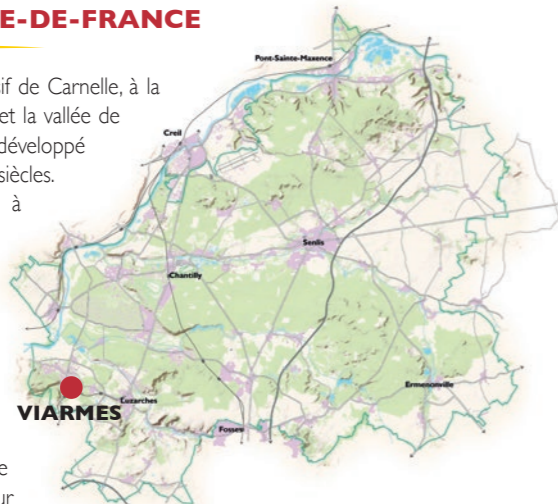 E-DE-FRANCE
sif de Carnelle, à la
et la vallée de
développé
siècles.
à
Pont-Sainte-Maxence
Creil
Senlis
Chantilly
Ermenonville
VIARMES
Luzarches
Fosses
e
ur